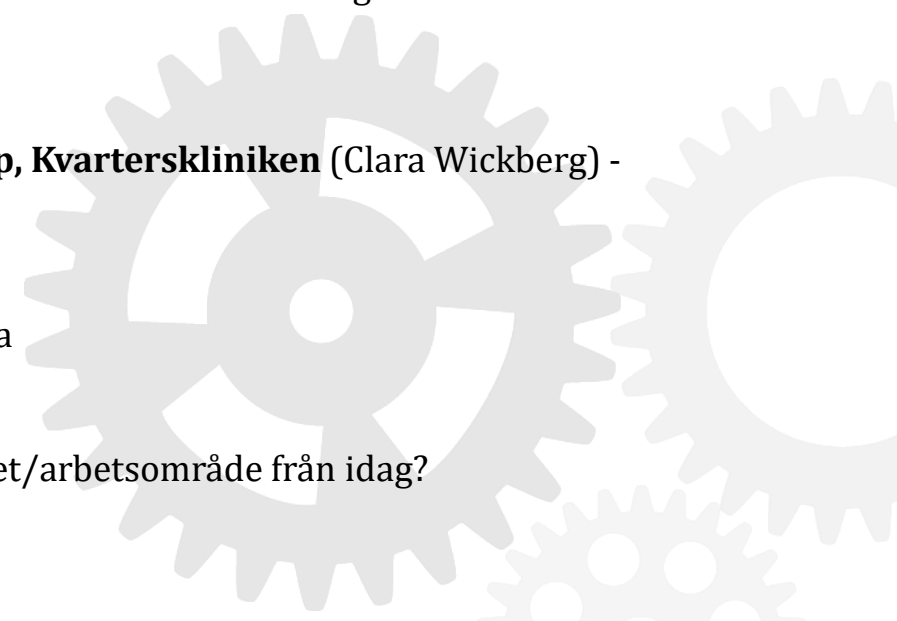 p, Kvarterskliniken (Clara Wickberg) -
a
et/arbetsområde från idag?